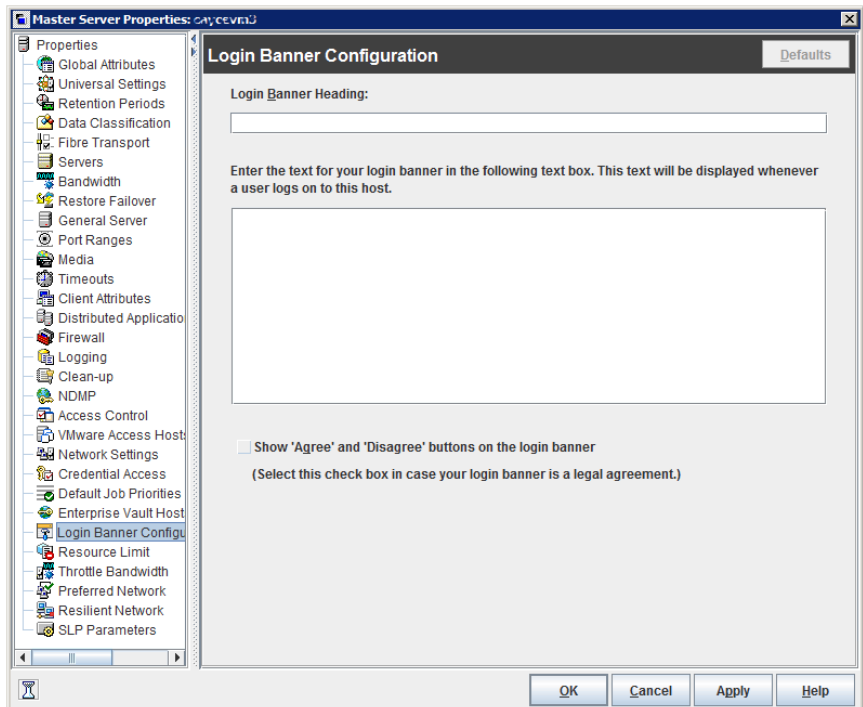 Master Server Properties:
Properties
Global Attributes
Universal Settings
Retention Periods
Data Classification
Fibre Transport
Servers
Bandwidth
Restore Failover
General Server
Port Ranges
Media
Timeouts
Client Attributes
Distributed Applicatio
Firewall
Logging
Clean-up
NDMP
Access Control
VMware Access Hosts
Network Settings
Credential Access
Default Job Priorities
Enterprise Vault Host
Login Banner Configu
Resource Limit
Throttle Bandwidth
Preferred Network
Resilient Network
SLP Parameters
Login Banner Configuration
Defaults
Login Banner Heading:
Enter the text for your login banner in the following text box. This text will be displayed whenever
a user logs on to this host.
Show 'Agree' and 'Disagree' buttons on the login banner
(Select this check box in case your login banner is a legal agreement.)
OK
Cancel
Apply
Help